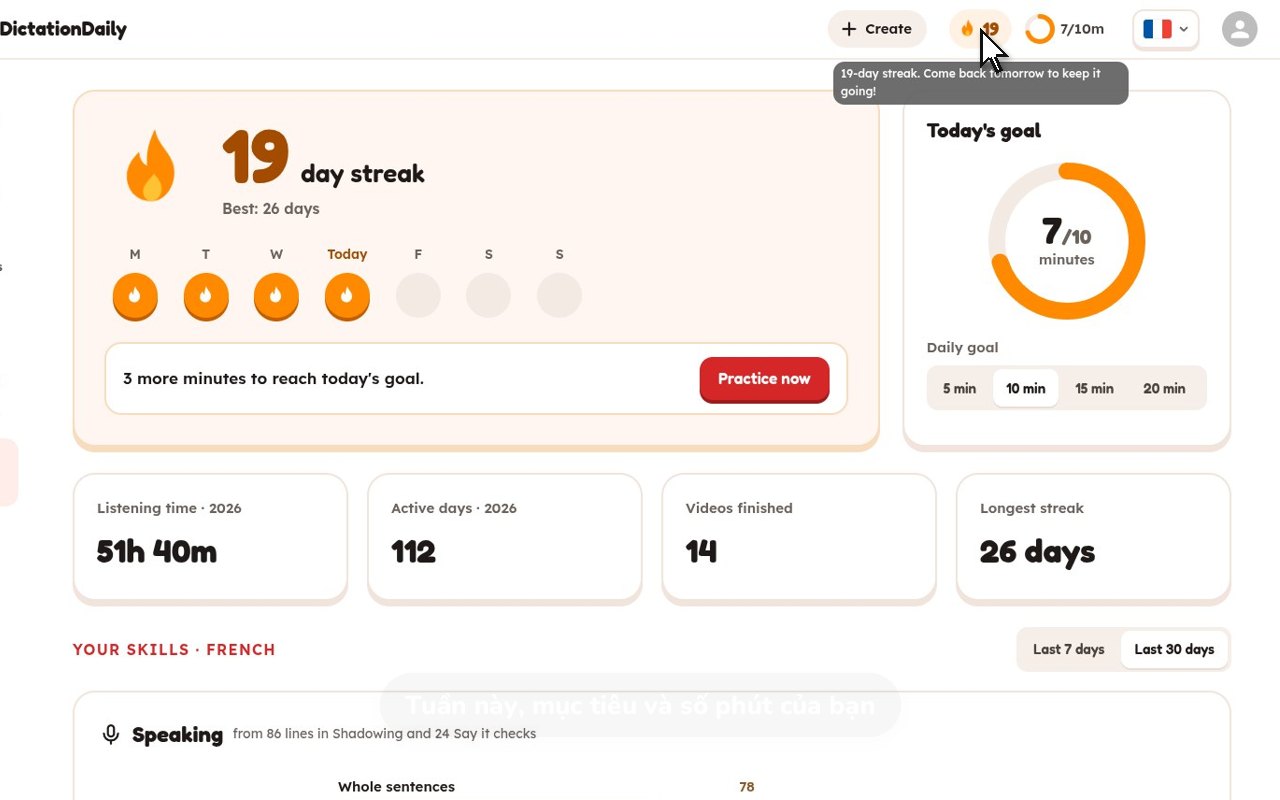 DictationDaily
Create
19
7/10m
19-day streak. Come back tomorrow to keep it going!
19 day streak
Best: 26 days
M T W Today F S S
3 more minutes to reach today's goal.
Practice now
Today's goal
7/10
minutes
Daily goal
5 min 10 min 15 min 20 min
Listening time · 2026
51h 40m
Active days · 2026
112
Videos finished
14
Longest streak
26 days
YOUR SKILLS · FRENCH
Last 7 days Last 30 days
Tuần này, mục tiêu và số phút của bạn
Speaking from 86 lines in Shadowing and 24 Say it checks
Whole sentences 78